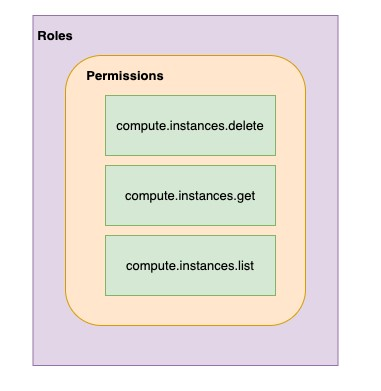 Roles
Permissions
compute.instances.delete
compute.instances.get
compute.instances.list